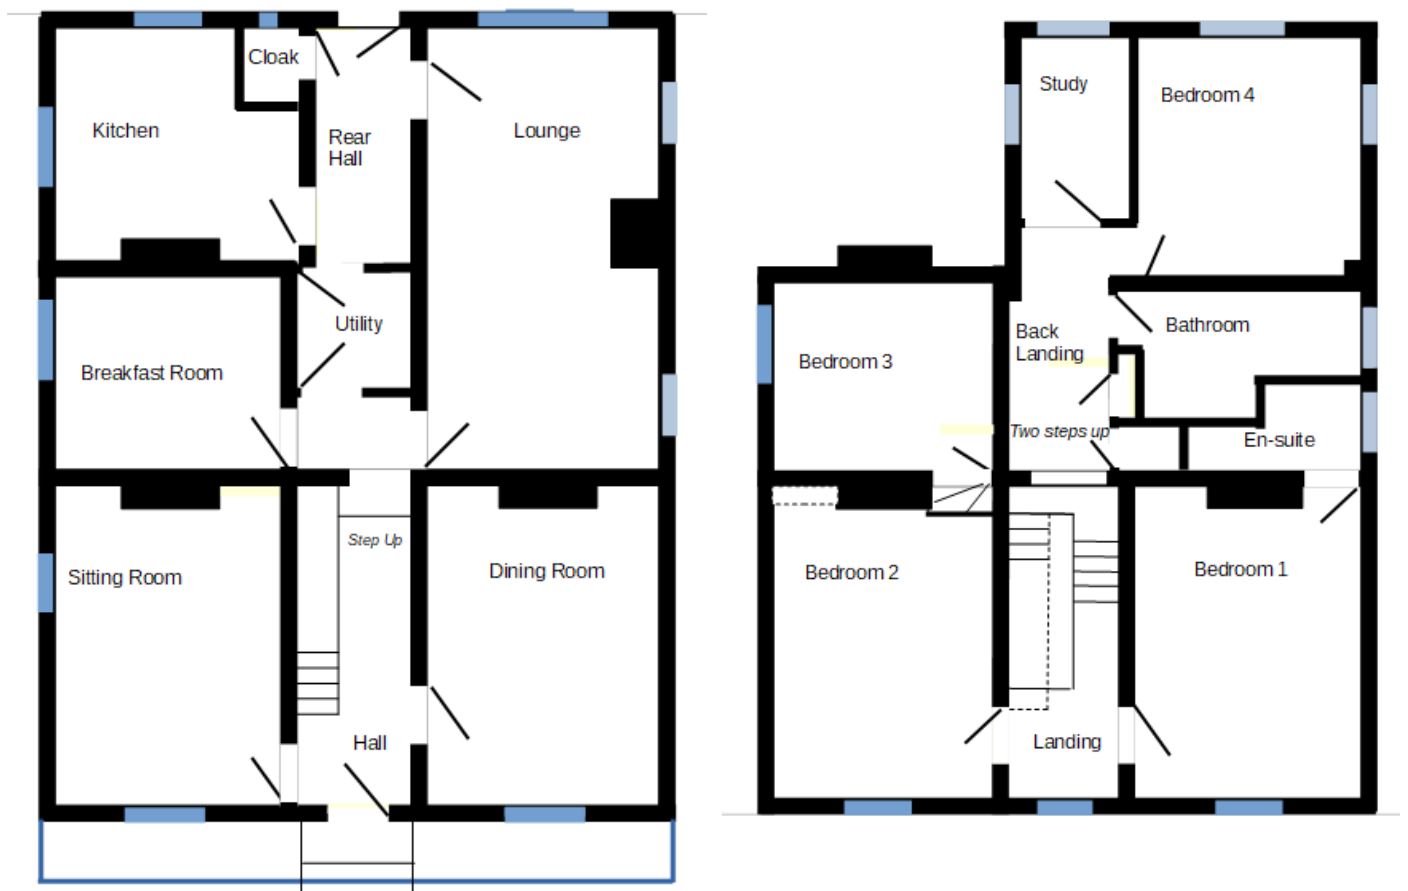 Cloak
Kitchen
Rear
Hall
Lounge
Utility
Breakfast Room
Step Up
Sitting Room
Dining Room
Hall
Study
Bedroom 4
Back
Landing
Bathroom
Bedroom 3
Two steps up
En-suite
Bedroom 2
Bedroom 1
Landing